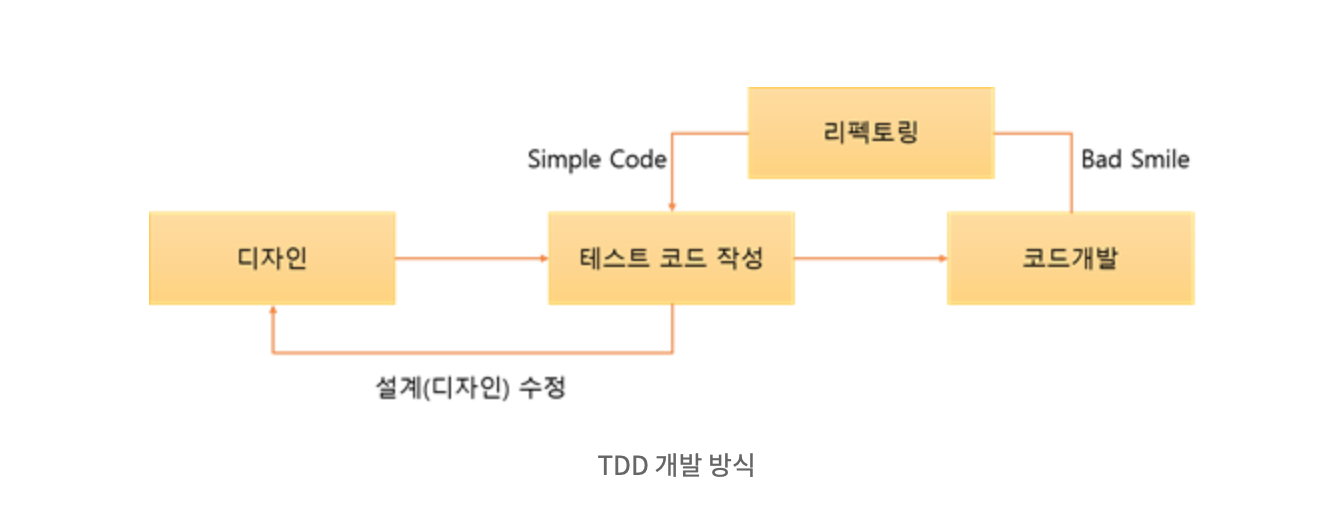 리펙토링
Simple Code
Bad Smile
디자인
테스트 코드 작성
코드개발
설계(디자인) 수정
TDD 개발 방식